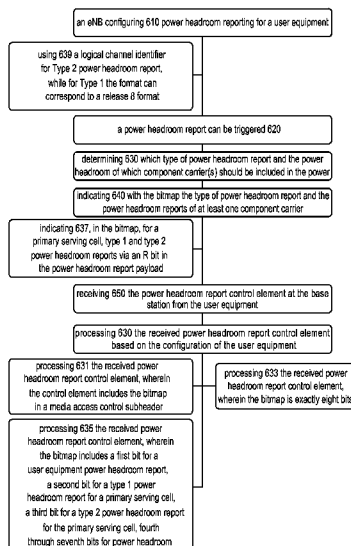 an eNB configuring 610 power headroom reporting for a user equipment
using 639 a logical channel identifier
for Type 2 power headroom report,
while for Type 1 the format can
correspond to a release 8 format
a power headroom report can be triggered 620
determining 630 which type of power headroom report and the power
headroom of which component carrier(s) should be included in the power
indicating 640 with the bitmap the type of power headroom report and the
power headroom reports of at least one component carrier
indicating 637, in the bitmap, for a
primary serving cell, type 1 and type 2
power headroom reports via an R bit in
the power headroom report payload
receiving 650 the power headroom report control element at the base
station from the user equipment
processing 630 the received power headroom report control element
based on the configuration of the user equipment
processing 631 the received power
headroom report control element, wherein
the control element includes the bitmap
in a media access control subheader
processing 633 the received power
headroom report control element,
wherein the bitmap is exactly eight bits
processing 635 the received power
headroom report control element, wherein
the bitmap includes a first bit for a
user equipment power headroom report,
a second bit for a type 1 power
headroom report for a primary serving cell,
a third bit for a type 2 power headroom report
for the primary serving cell, fourth
through seventh bits for power headroom